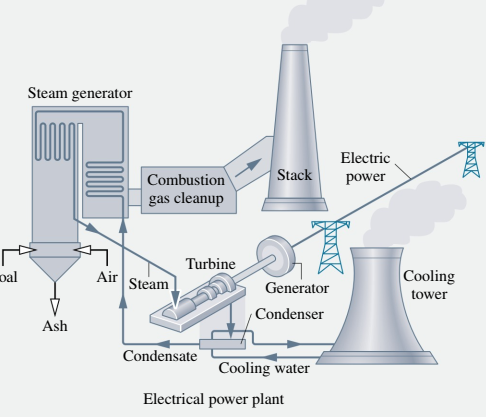 Steam generator
Electric
power
Combustion
gas cleanup
Stack
oal
Air
Steam
Turbine
Generator
Cooling
tower
Ash
Condenser
Condensate
Cooling water
Electrical power plant